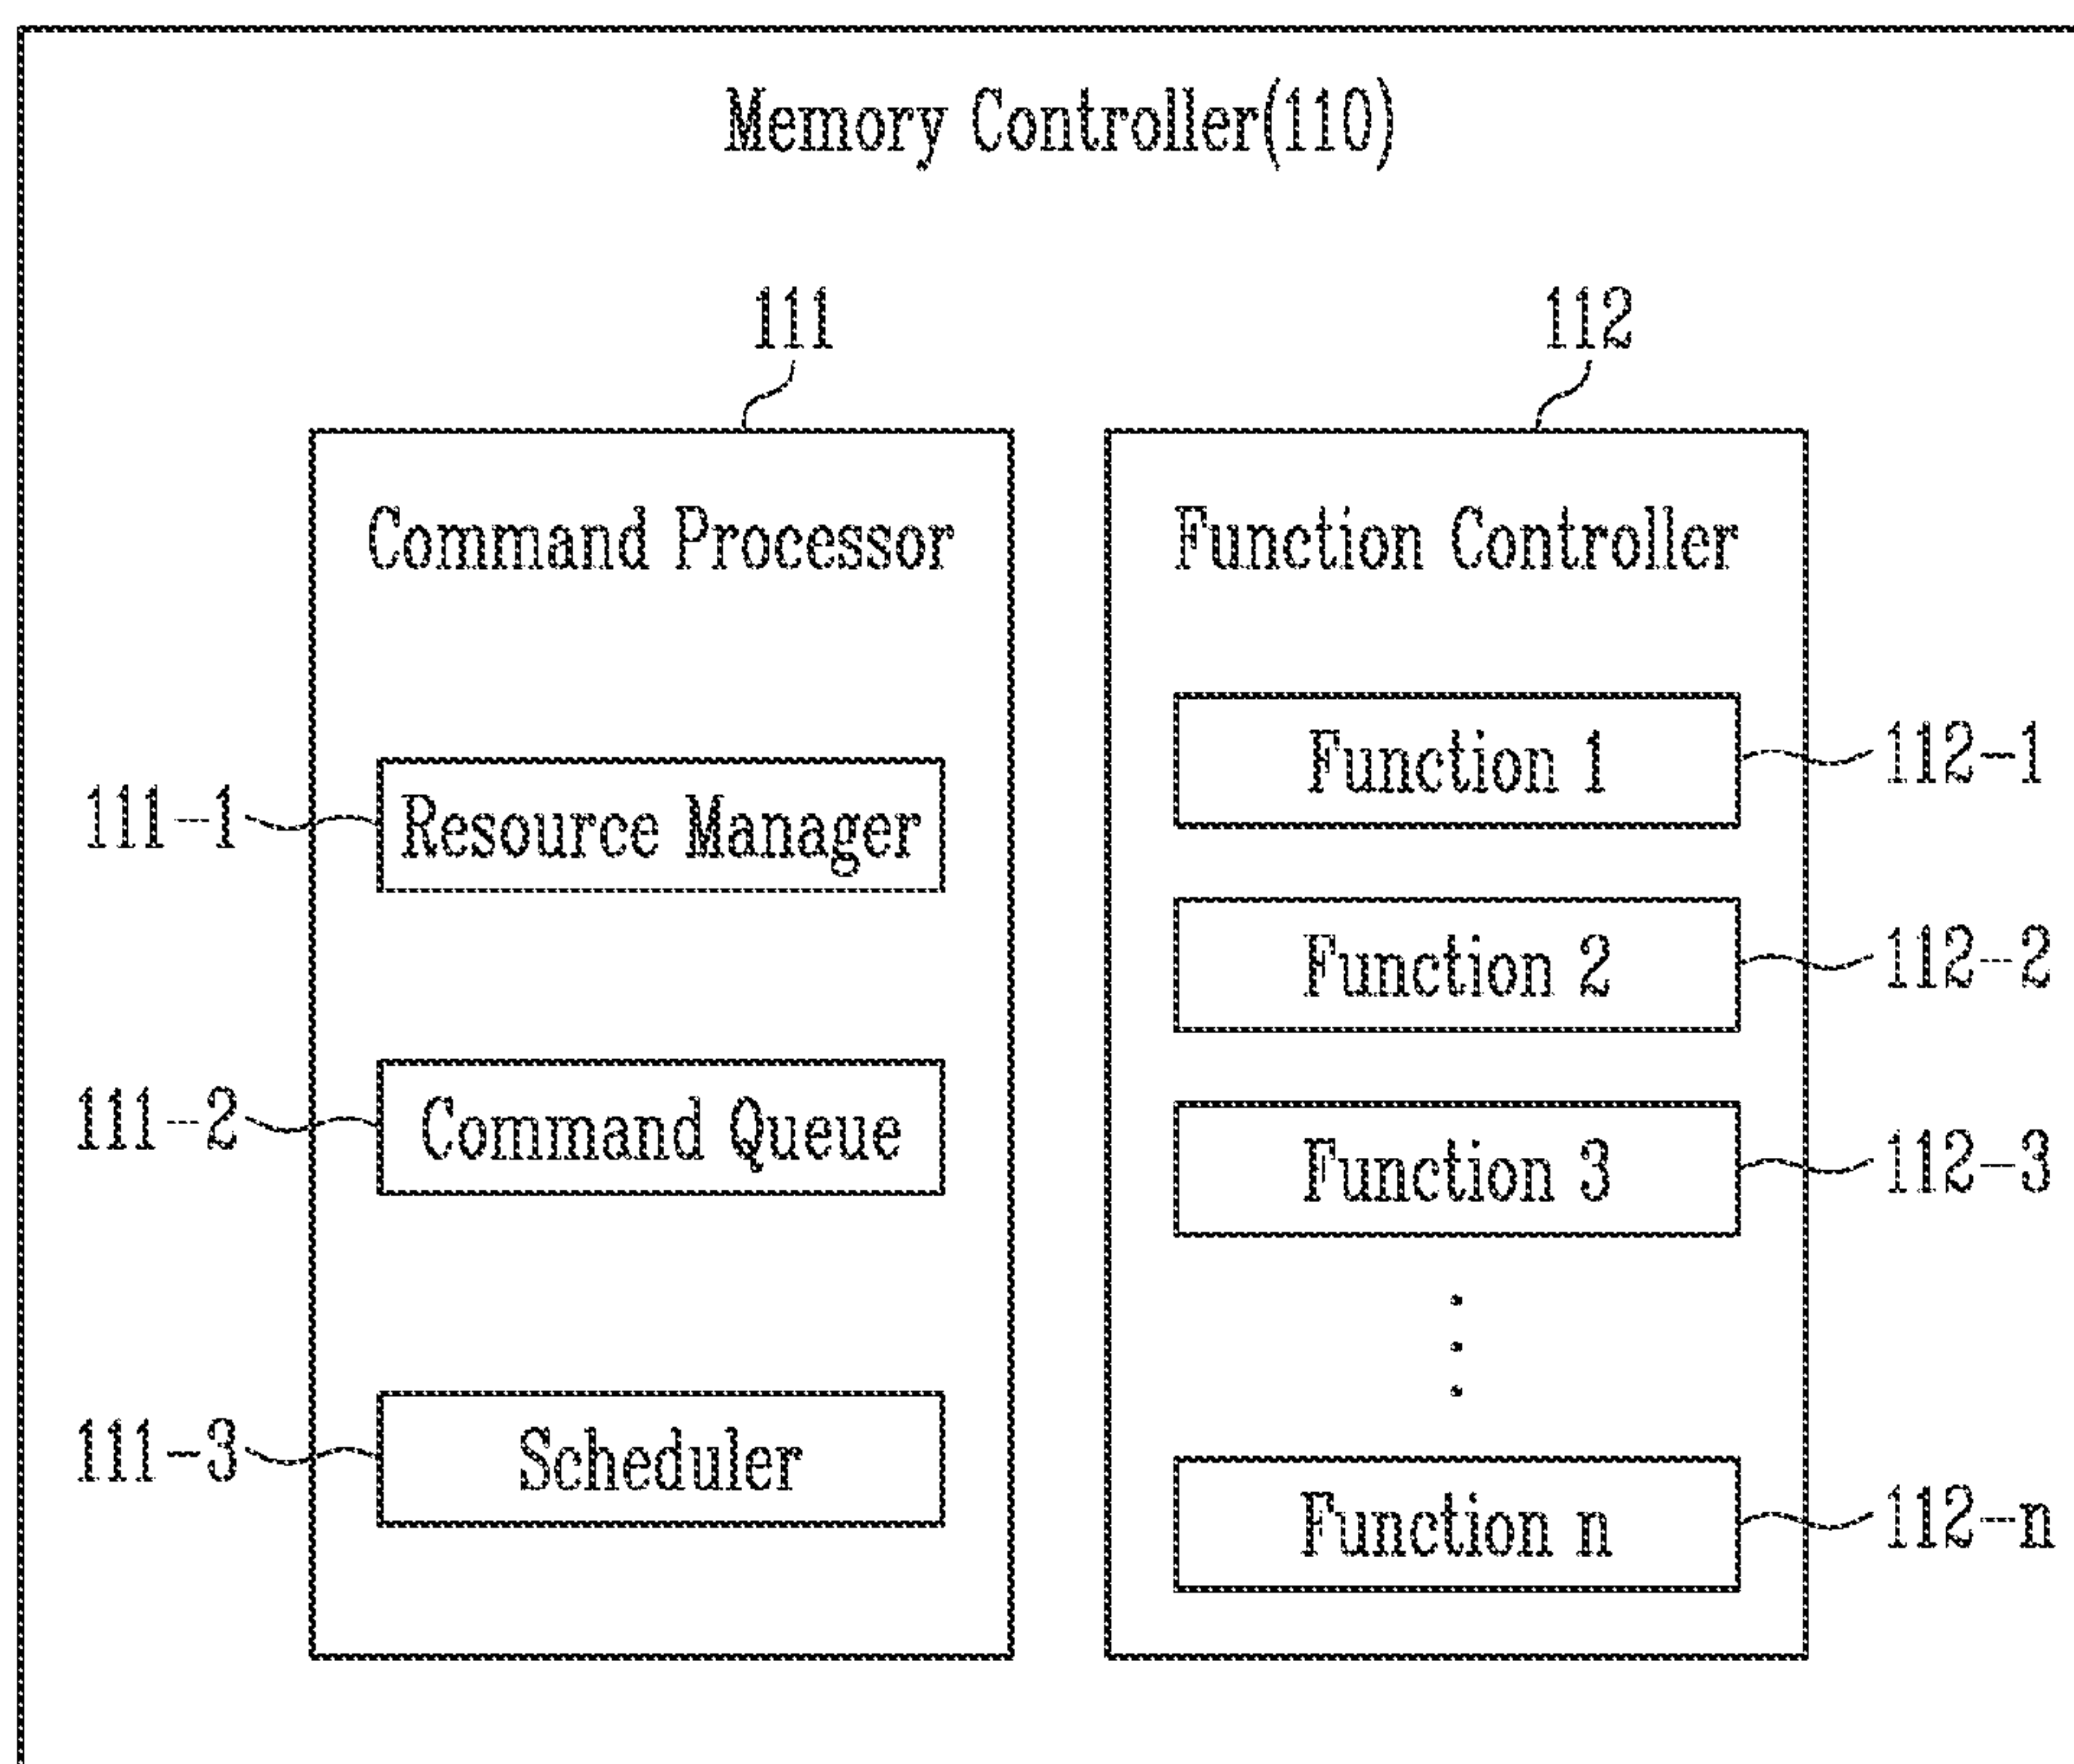 Memory Controller(110)
111
Command Processor
111-1
Resource Manager
111-2
Command Queue
111-3
Scheduler
112
Function Controller
Function 1
112-1
Function 2
112-2
Function 3
112-3
Function n
112-n